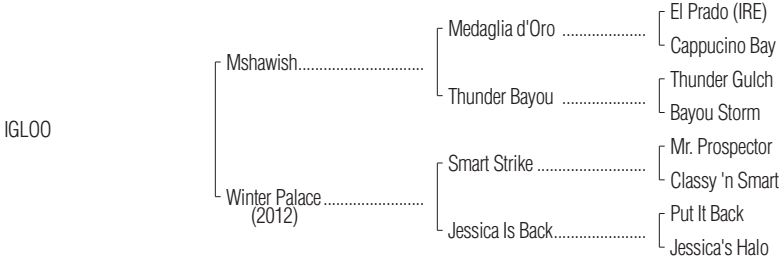 El Prado (IRE)
Medaglia d'Oro ....................
Cappucino Bay
Mshawish..............................
Thunder Gulch
Thunder Bayou ....................
Bayou Storm
IGLOO
Mr. Prospector
Smart Strike ..........................
Classy 'n Smart
Winter Palace........................
(2012)
Put It Back
Jessica Is Back......................
Jessica's Halo